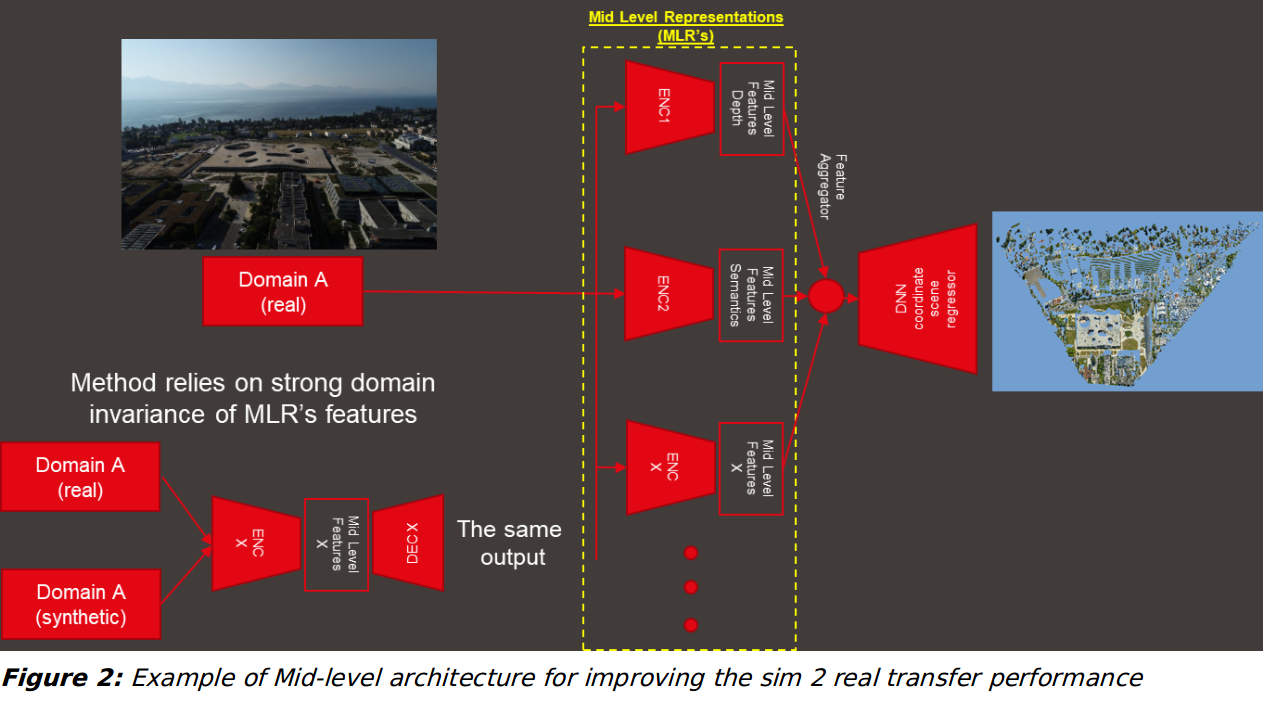 Mid Level Representations
(MLR's)
ENC1
Mid Level
Features
Depth
Feature
Aggregator
Domain A
(real)
ENC2
Mid Level
Features
Semantics
DNN
coordinate
scene
regressor
Method relies on strong domain
invariance of MLR's features
ENC
X
Mid Level
Features
X
Domain A
(real)
Domain A
(synthetic)
ENC
X
Mid Level
Features
X
DEC X
The same
output
Figure 2: Example of Mid-level architecture for improving the sim 2 real transfer performance